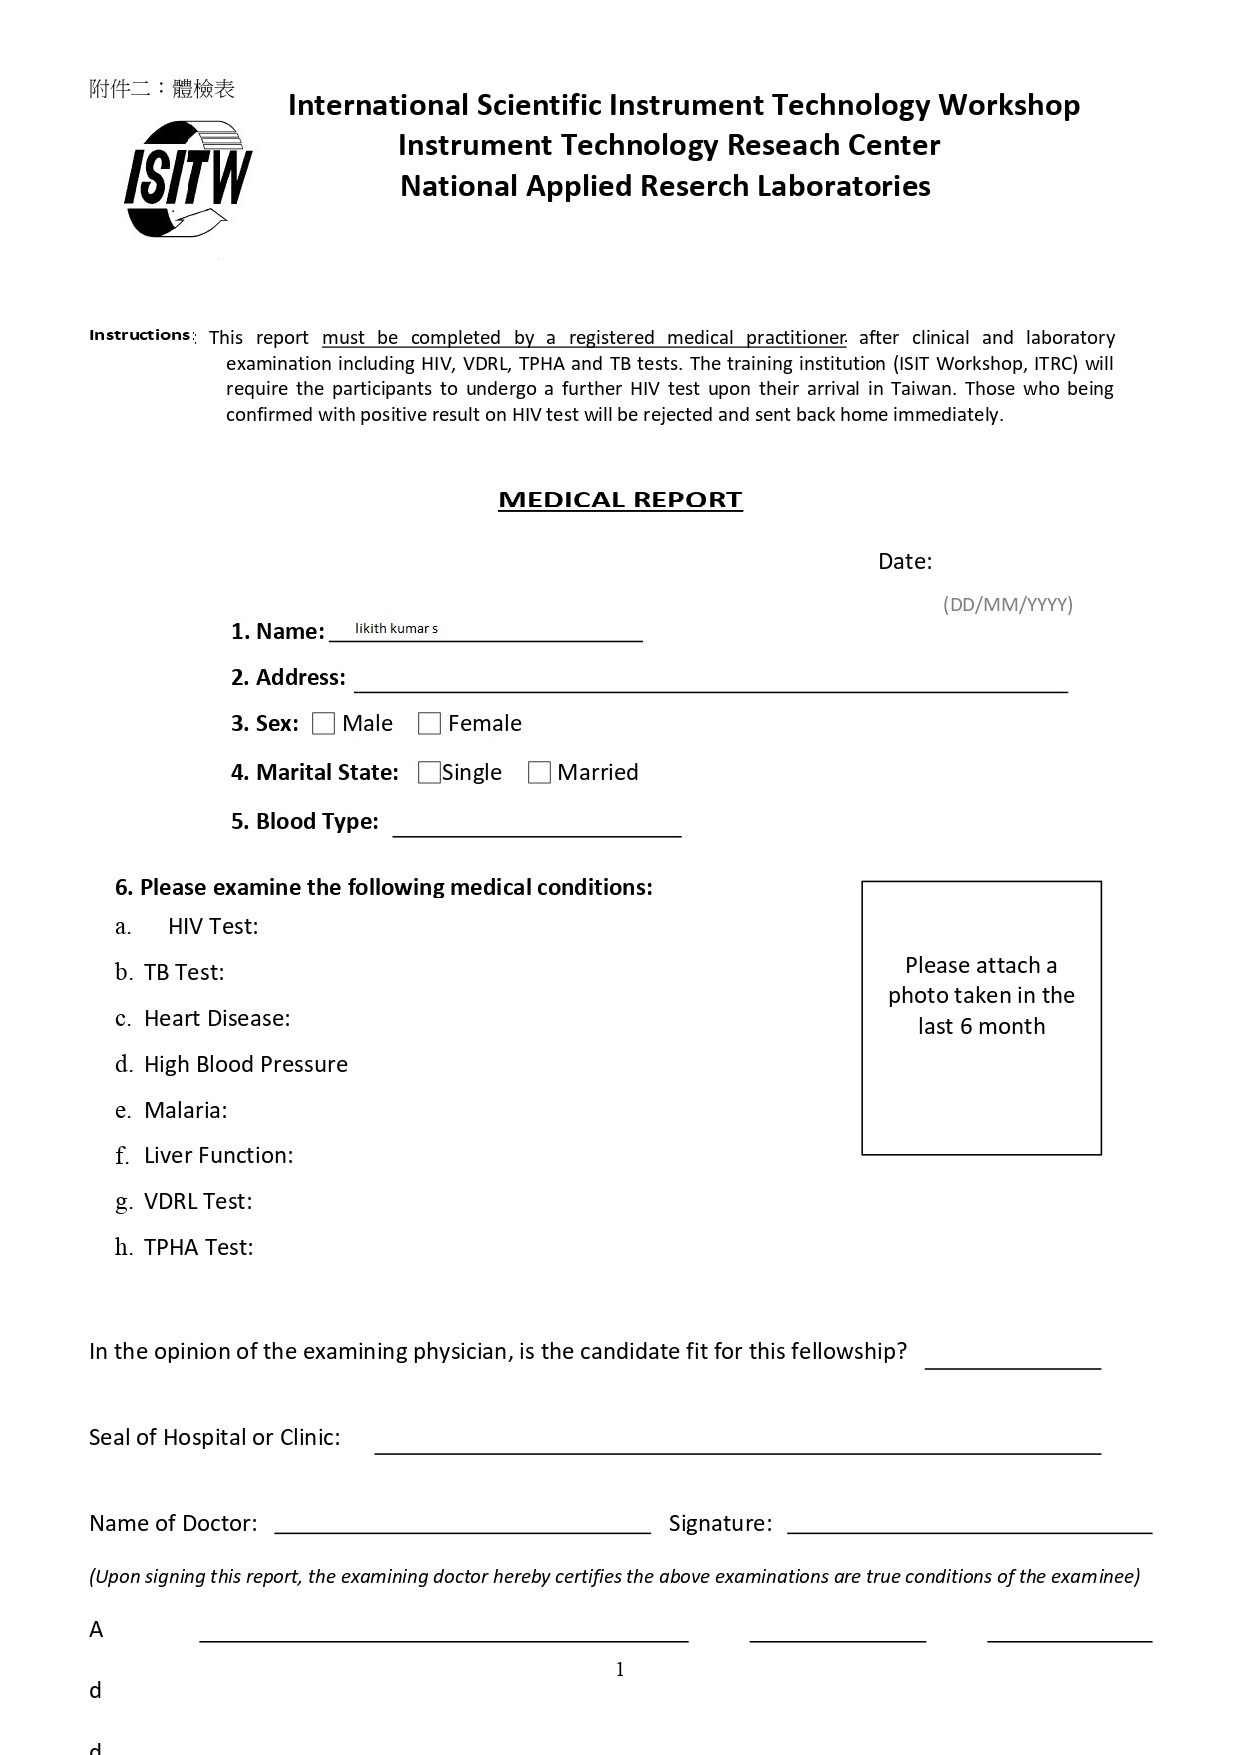 附件二：體檢表
International Scientific Instrument Technology Workshop
ISITW
Instrument Technology Reseach Center
National Applied Reserch Laboratories
Instructions: This report must be completed by a registered medical practitioner. after clinical and laboratory
examination including HIV, VDRL, TPHA and TB tests. The training institution (ISIT Workshop, ITRC) will
require the participants to undergo a further HIV test upon their arrival in Taiwan. Those who being
confirmed with positive result on HIV test will be rejected and sent back home immediately.
MEDICAL REPORT
Date:
(DD/MM/YYYY)
1. Name: likith kumar s
2. Address:
3. Sex: □ Male □ Female
4. Marital State: □Single □ Married
5. Blood Type:
6. Please examine the following medical conditions:
a. HIV Test:
b. TB Test:
c. Heart Disease:
d. High Blood Pressure
e. Malaria:
f. Liver Function:
g. VDRL Test:
h. TPHA Test:
Please attach a
photo taken in the
last 6 month
In the opinion of the examining physician, is the candidate fit for this fellowship?
Seal of Hospital or Clinic:
Name of Doctor: Signature:
(Upon signing this report, the examining doctor hereby certifies the above examinations are true conditions of the examinee)
A
1
d
d